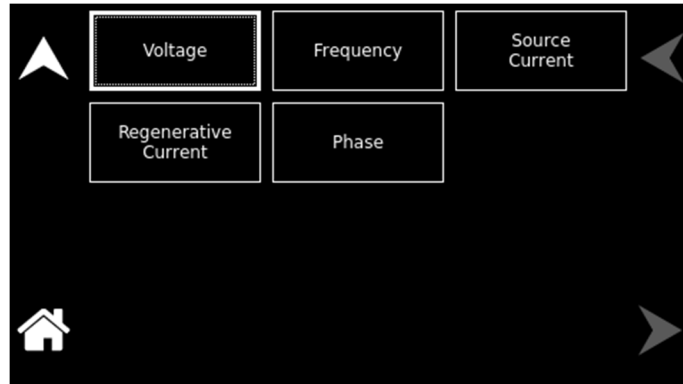 Voltage
Frequency
Source
Current
Regenerative
Current
Phase